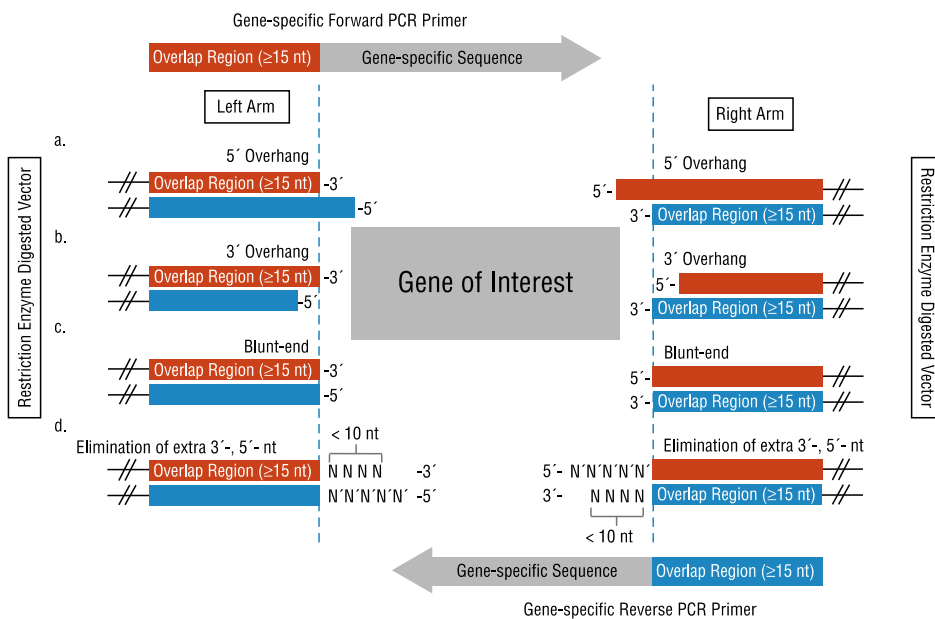 Gene-specific Forward PCR Primer
Overlap Region (≥15 nt)
Gene-specific Sequence
Left Arm
Right Arm
Restriction Enzyme Digested Vector
Restriction Enzyme Digested Vector
a.
5´ Overhang
Overlap Region (≥15 nt) -3´
-5´
5´ Overhang
5´-
3´- Overlap Region (≥15 nt)
Gene of Interest
b.
3´ Overhang
Overlap Region (≥15 nt) -3´
-5´
3´ Overhang
5´-
3´- Overlap Region (≥15 nt)
c.
Blunt-end
Overlap Region (≥15 nt) -3´
-5´
Blunt-end
5´-
3´- Overlap Region (≥15 nt)
d.
Elimination of extra 3´-, 5´- nt
< 10 nt
Overlap Region (≥15 nt) N N N N -3´
N´N´N´N´N´ -5´
Elimination of extra 3´-, 5´- nt
5´- N´N´N´N´N´
3´- N N N N Overlap Region (≥15 nt)
< 10 nt
Gene-specific Sequence
Overlap Region (≥15 nt)
Gene-specific Reverse PCR Primer